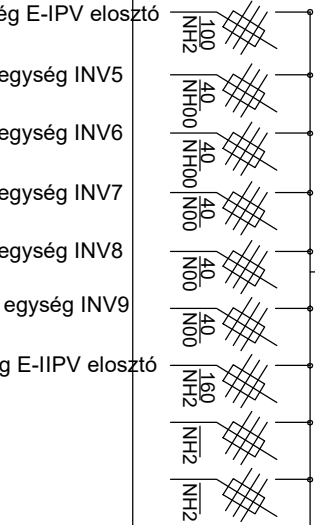 ég E-IPV elosztó
100
NH2
egység INV5
40
NH00
egység INV6
40
NH00
egység INV7
40
N00
egység INV8
40
N00
egység INV9
40
N00
g E-IIPV elosztó
160
NH2
NH2
NH2